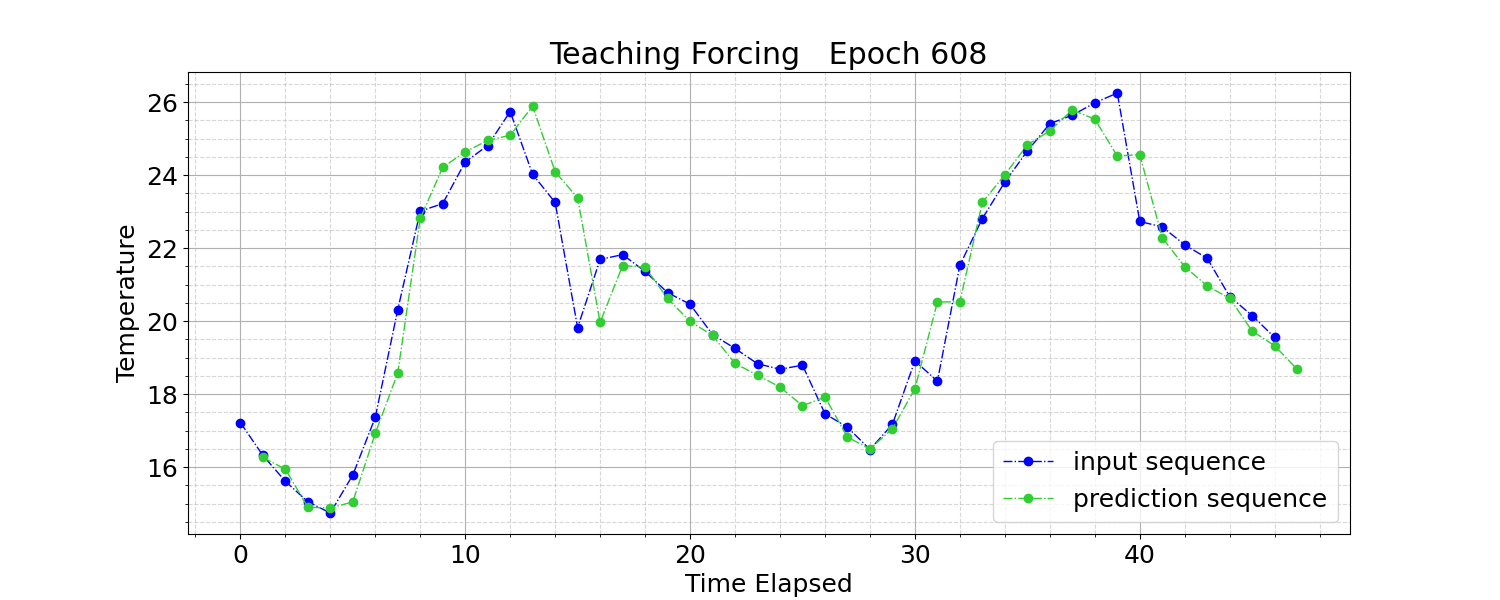 Teaching Forcing   Epoch 608
26
24
22
20
18
16
Temperature
0 10 20 30 40
Time Elapsed
input sequence
prediction sequence